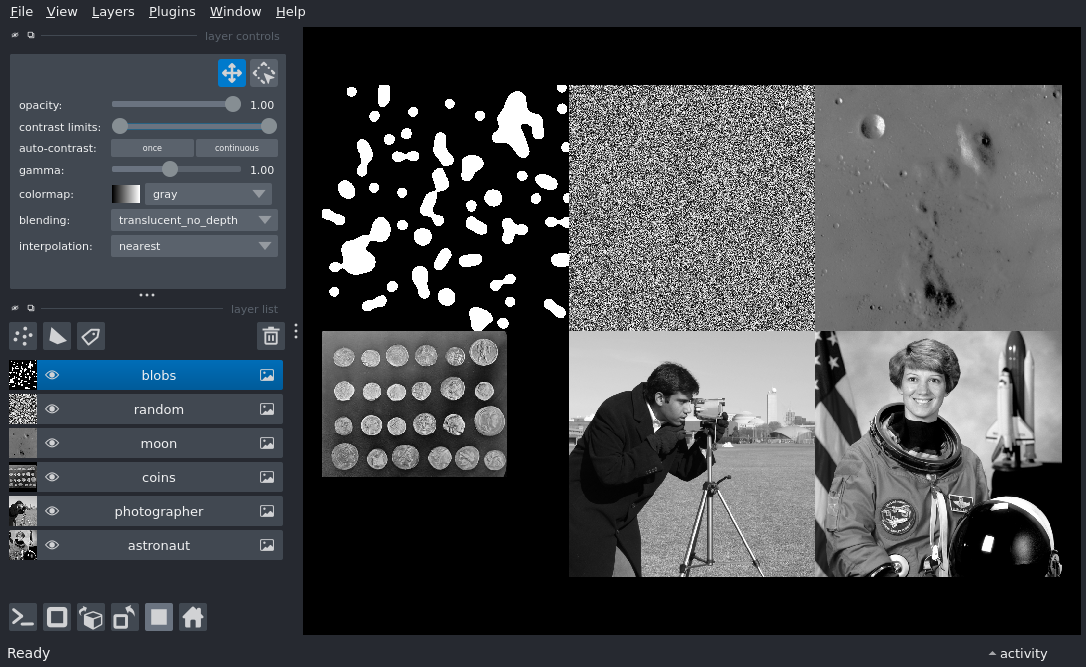 File View Layers Plugins Window Help
layer controls
opacity: 1.00
contrast limits:
auto-contrast: once continuous
gamma: 1.00
colormap: gray
blending: translucent_no_depth
interpolation: nearest
layer list
blobs
random
moon
coins
photographer
astronaut
Ready
activity